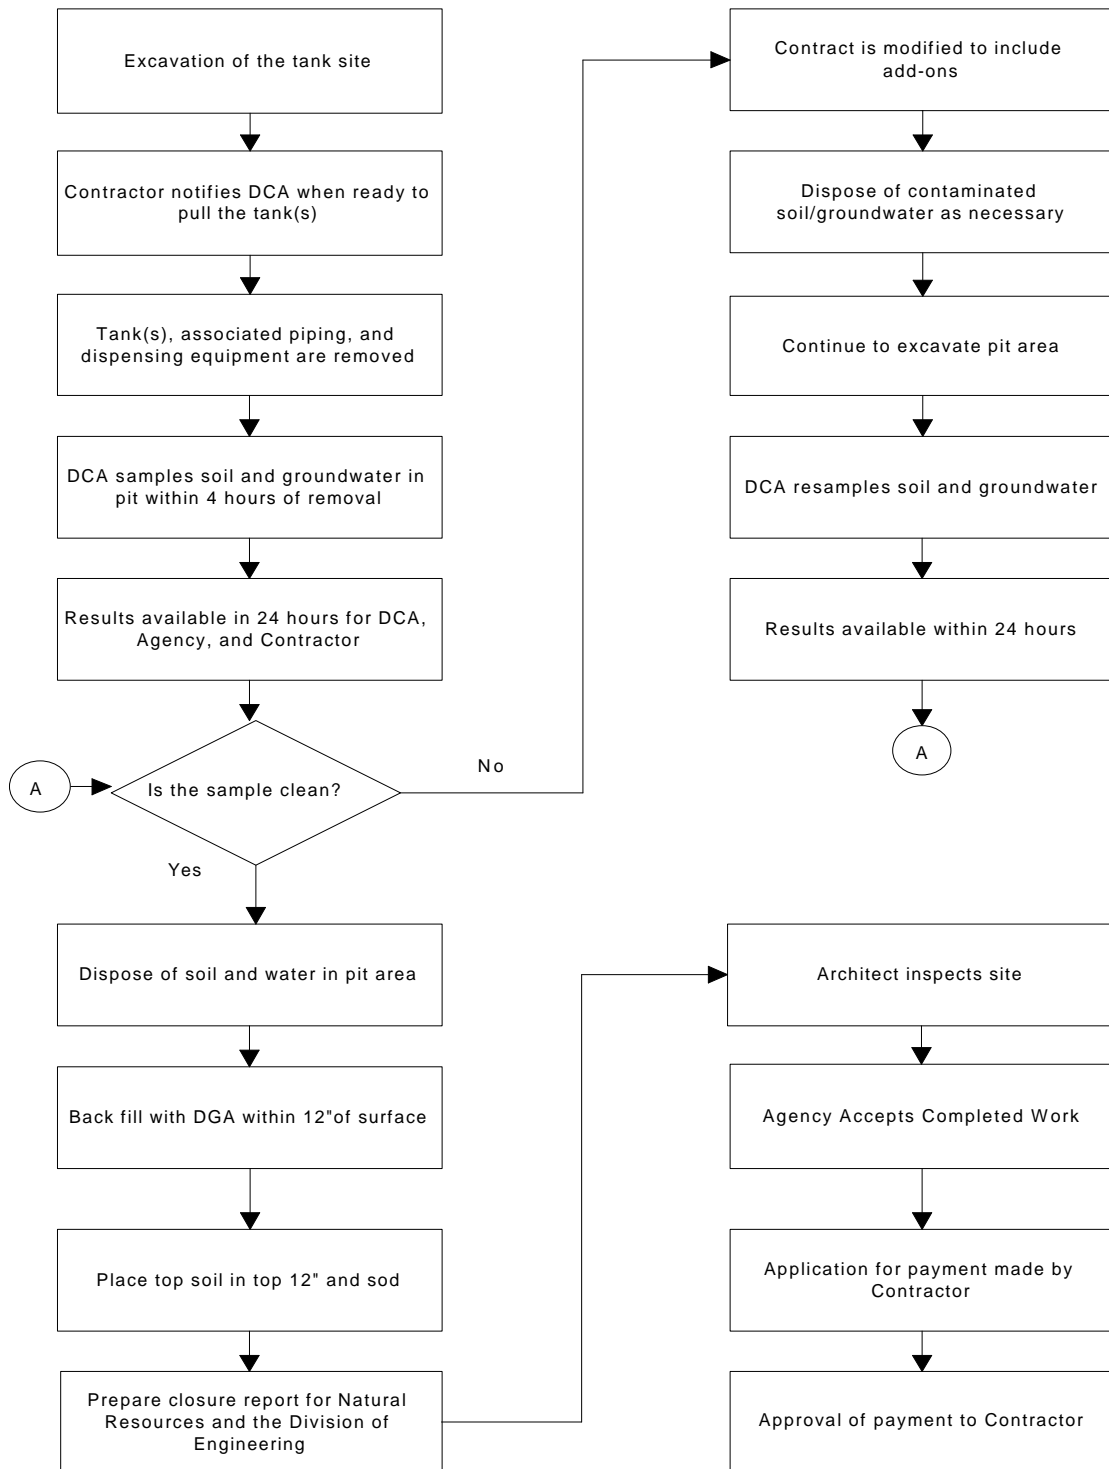 Excavation of the tank site
Contractor notifies DCA when ready to
pull the tank(s)
Tank(s), associated piping, and
dispensing equipment are removed
DCA samples soil and groundwater in
pit within 4 hours of removal
Results available in 24 hours for DCA,
Agency, and Contractor
A
Is the sample clean?
No
Yes
Contract is modified to include
add-ons
Dispose of contaminated
soil/groundwater as necessary
Continue to excavate pit area
DCA resamples soil and groundwater
Results available within 24 hours
A
Dispose of soil and water in pit area
Back fill with DGA within 12"of surface
Place top soil in top 12" and sod
Prepare closure report for Natural
Resources and the Division of
Engineering
Architect inspects site
Agency Accepts Completed Work
Application for payment made by
Contractor
Approval of payment to Contractor